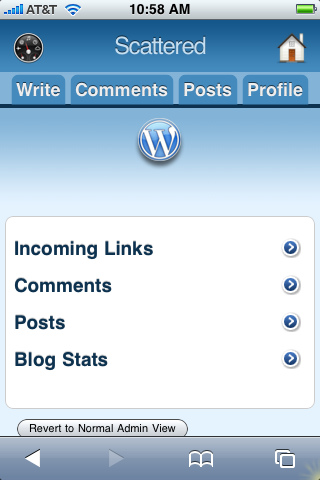 AT&T 10:58 AM
Scattered
Write Comments Posts Profile
W
Incoming Links
Comments
Posts
Blog Stats
Revert to Normal Admin View